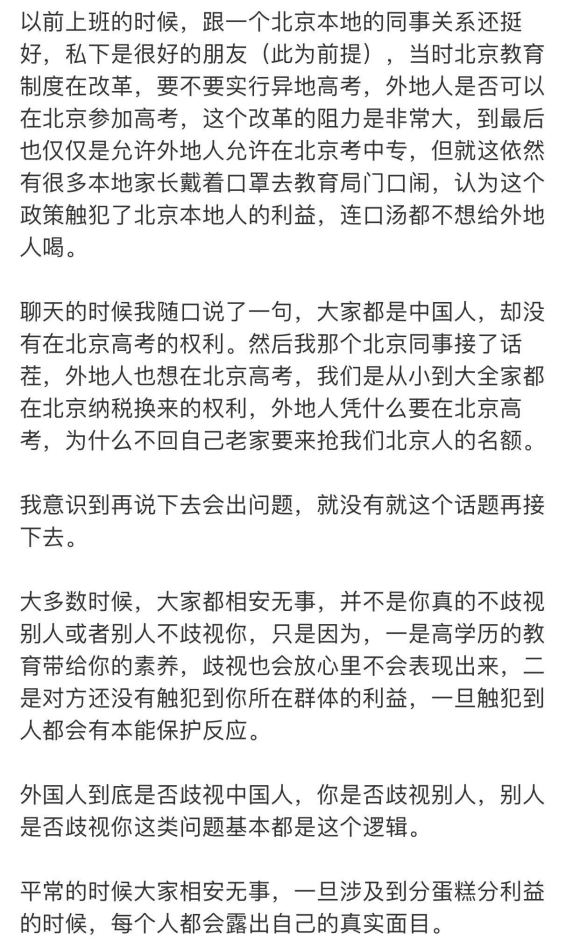 以前上班的时候，跟一个北京本地的同事关系还挺
好，私下是很好的朋友（此为前提）, 当时北京教育
制度在改革，要不要实行异地高考，外地人是否可以
在北京参加高考，这个改革的阻力是非常大，到最后
也仅仅是允许外地人允许在北京考中专，但就这依然
有很多本地家长戴着口罩去教育局门口闹，认为这个
政策触犯了北京本地人的利益，连口汤都不想给外地
人喝。
聊天的时候我随口说了一句，大家都是中国人，却没
有在北京高考的权利。然后我那个北京同事接了话
茬，外地人也想在北京高考，我们是从小到大全家都
在北京纳税换来的权利，外地人凭什么要在北京高
考，为什么不回自己老家要来抢我们北京人的名额。
我意识到再说下去会出问题，就没有就这个话题再接
下去。
大多数时候，大家都相安无事，并不是你真的不歧视
别人或者别人不歧视你，只是因为，一是高学历的教
育带给你的素养，歧视也会放心里不会表现出来，二
是对方还没有触犯到你所在群体的利益，一旦触犯到
人都会有本能保护反应。
外国人到底是否歧视中国人，你是否歧视别人，别人
是否歧视你这类问题基本都是这个逻辑。
平常的时候大家相安无事，一旦涉及到分蛋糕分利益
的时候，每个人都会露出自己的真实面目。